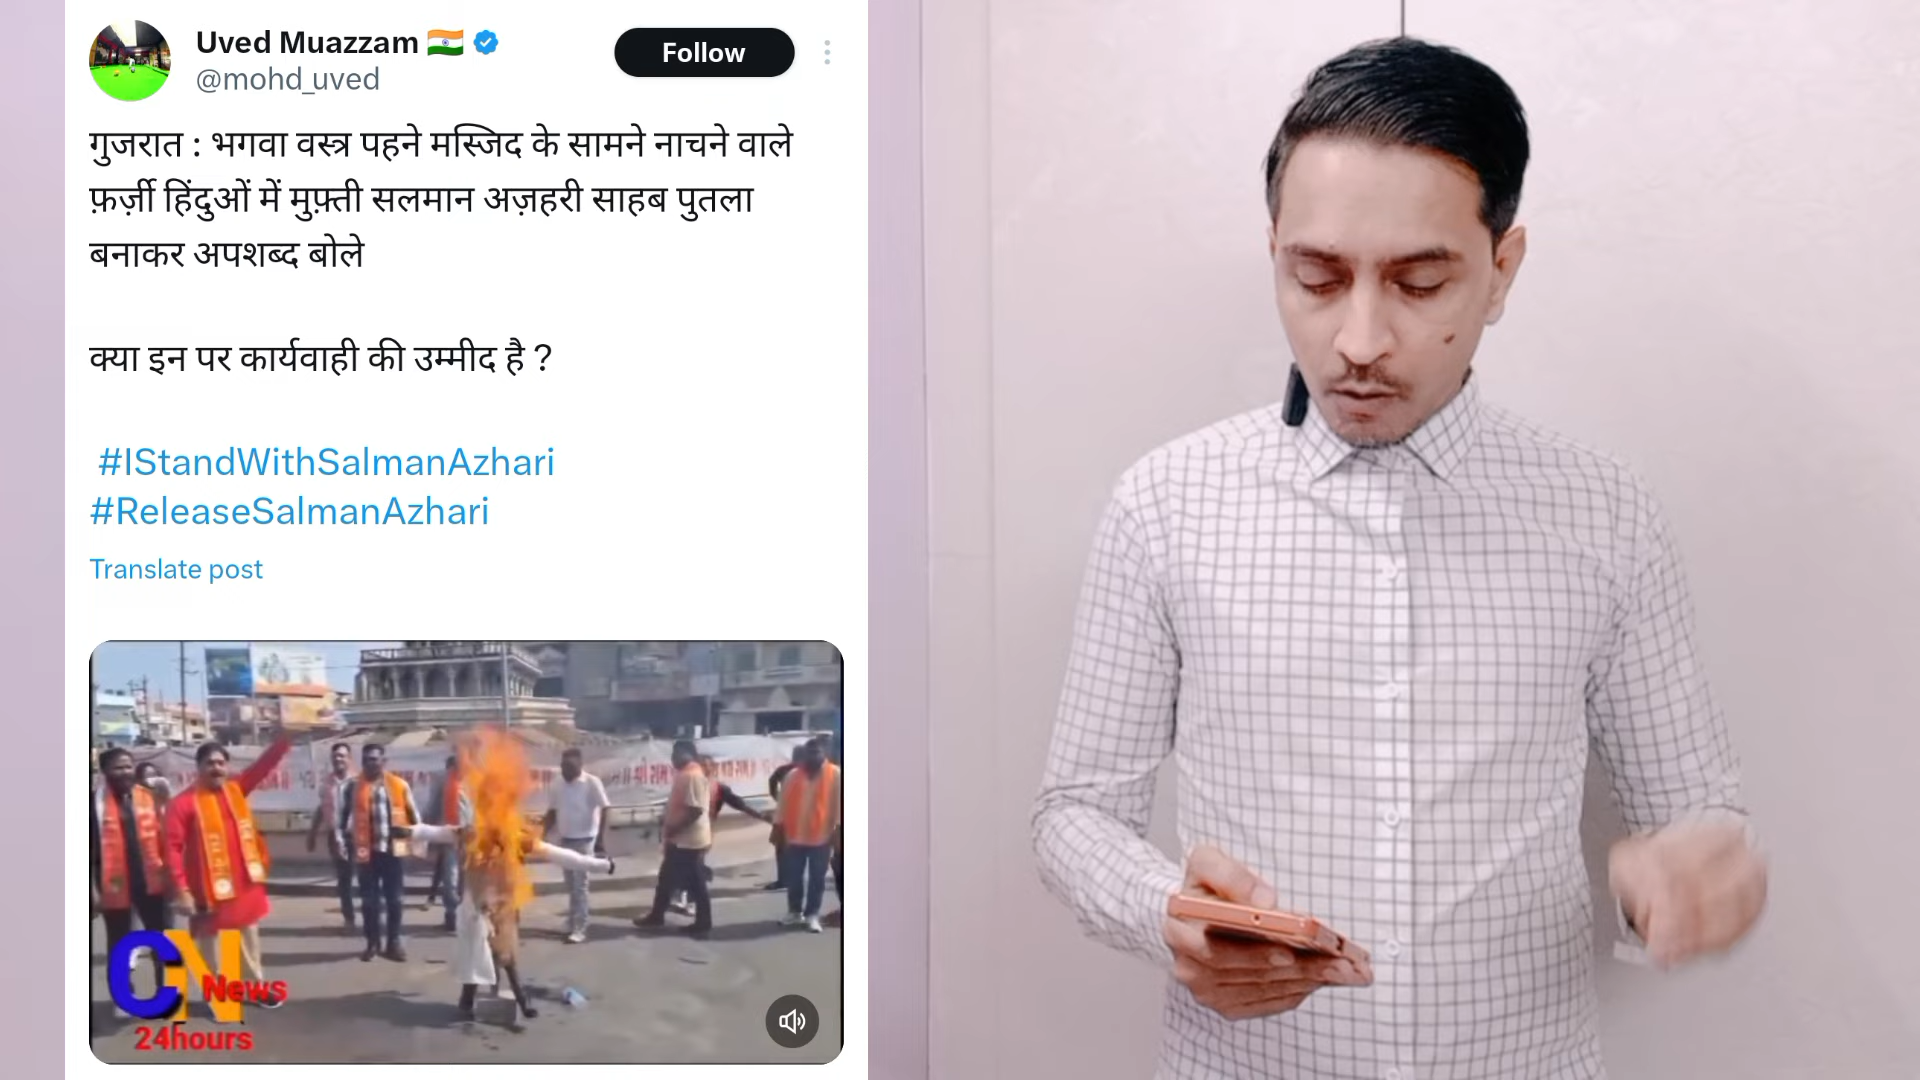 Uved Muazzam
@mohd_uved
Follow
गुजरात : भगवा वस्त्र पहने मस्जिद के सामने नाचने वाले
फ़र्ज़ी हिंदुओं में मुफ़्ती सलमान अज़हरी साहब पुतला
बनाकर अपशब्द बोले
क्या इन पर कार्यवाही की उम्मीद है ?
#IStandWithSalmanAzhari
#ReleaseSalmanAzhari
Translate post
GN News
24hours